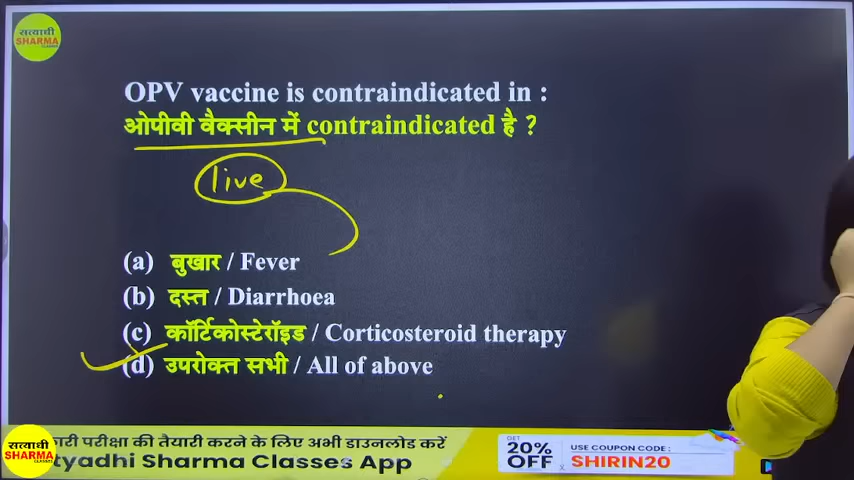 सत्याधी
SHARMA
CLASSES
OPV vaccine is contraindicated in :
ओपीवी वैक्सीन में contraindicated है ?
live
(a) बुखार / Fever
(b) दस्त / Diarrhoea
(c) कॉर्टिकोस्टेरॉइड / Corticosteroid therapy
(d) उपरोक्त सभी / All of above
सत्याधी
SHARMA
CLASSES
कारी परीक्षा की तैयारी करने के लिए अभी डाउनलोड करें
tyadhi Sharma Classes App
GET
20%
OFF
USE COUPON CODE :
SHIRIN20